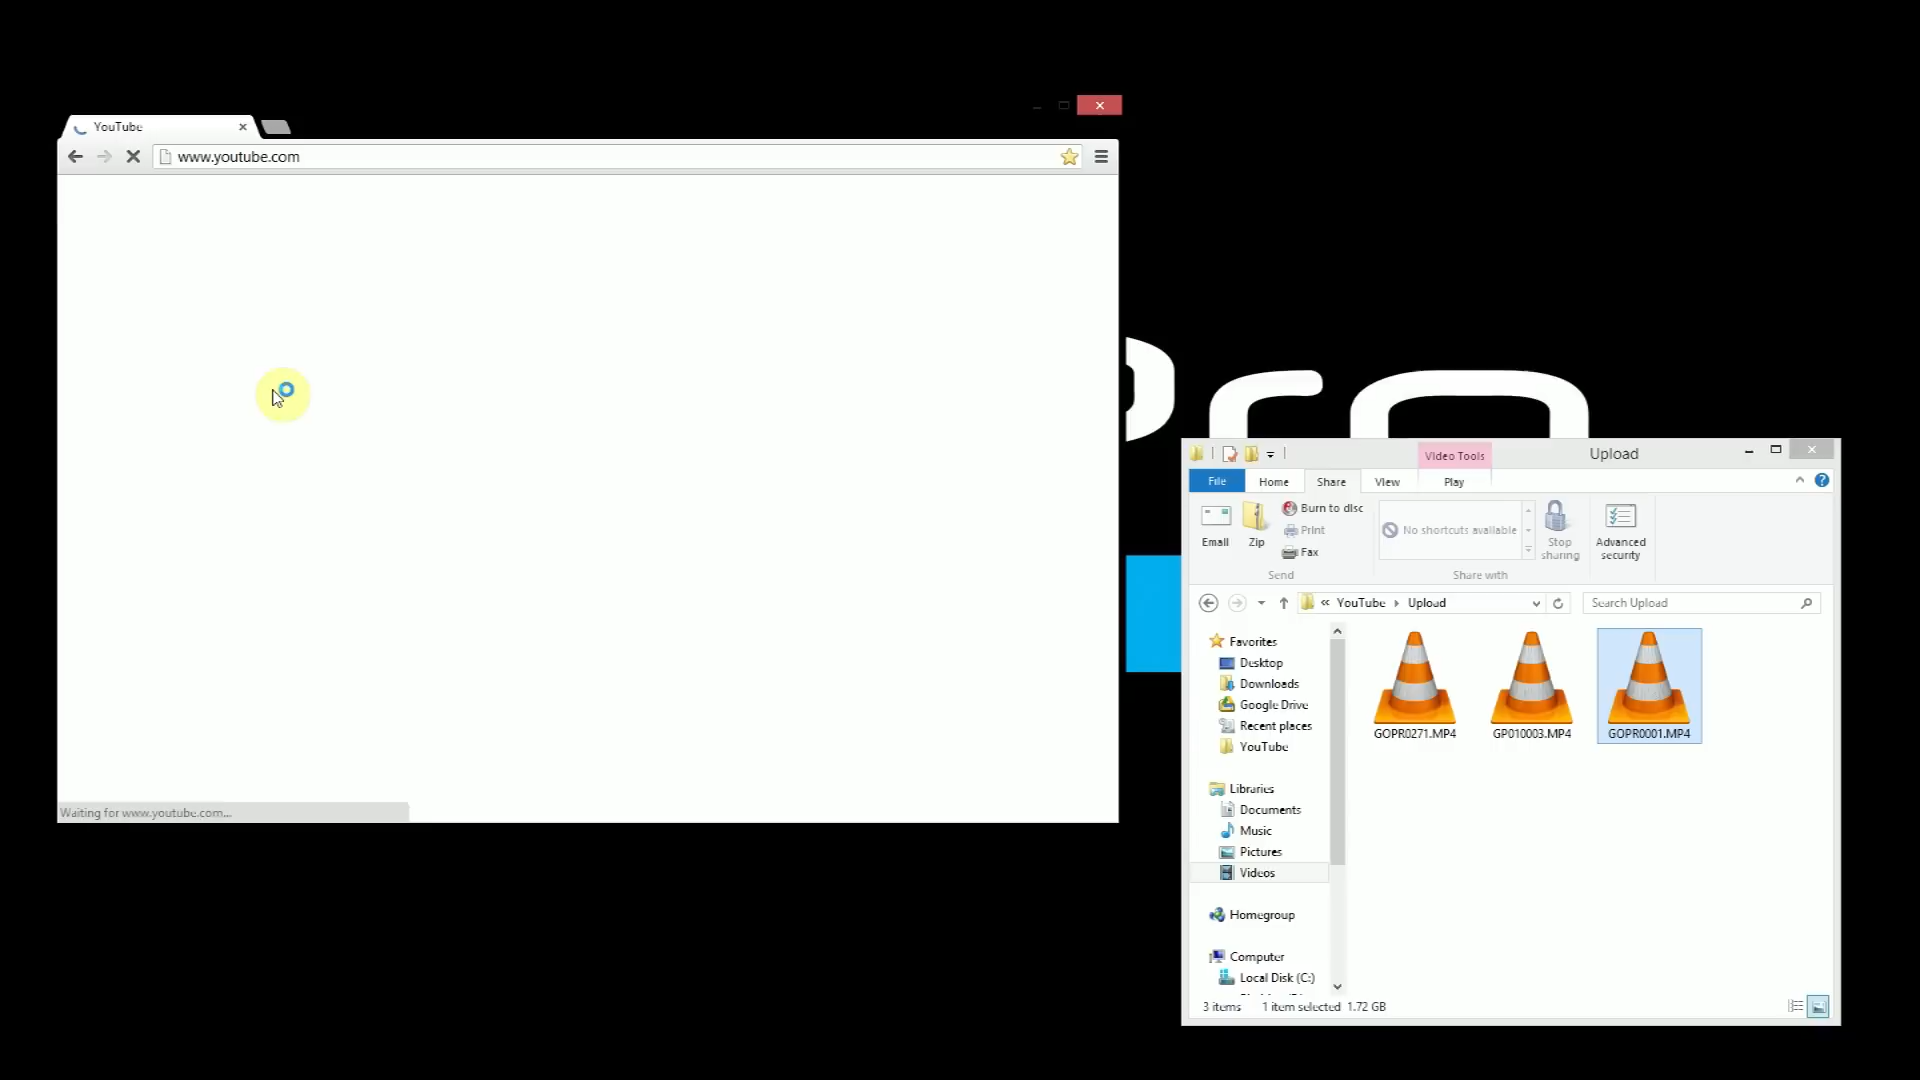 YouTube
www.youtube.com
Waiting for www.youtube.com...
Pro
Video Tools
Upload
File
Home
Share
View
Play
Email
Zip
Burn to disc
Print
Fax
Send
No shortcuts available
Share with
Stop
sharing
Advanced
security
« YouTube › Upload
Search Upload
Favorites
Desktop
Downloads
Google Drive
Recent places
YouTube
Libraries
Documents
Music
Pictures
Videos
Homegroup
Computer
Local Disk (C:)
GOPR0271.MP4
GP010003.MP4
GOPR0001.MP4
3 items
1 item selected 1.72 GB